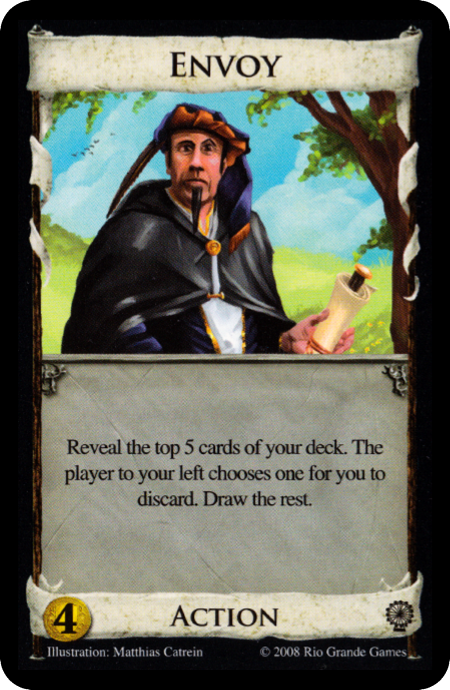 ENVOY
Reveal the top 5 cards of your deck. The
player to your left chooses one for you to
discard. Draw the rest.
4
ACTION
Illustration: Matthias Catrein
© 2008 Rio Grande Games